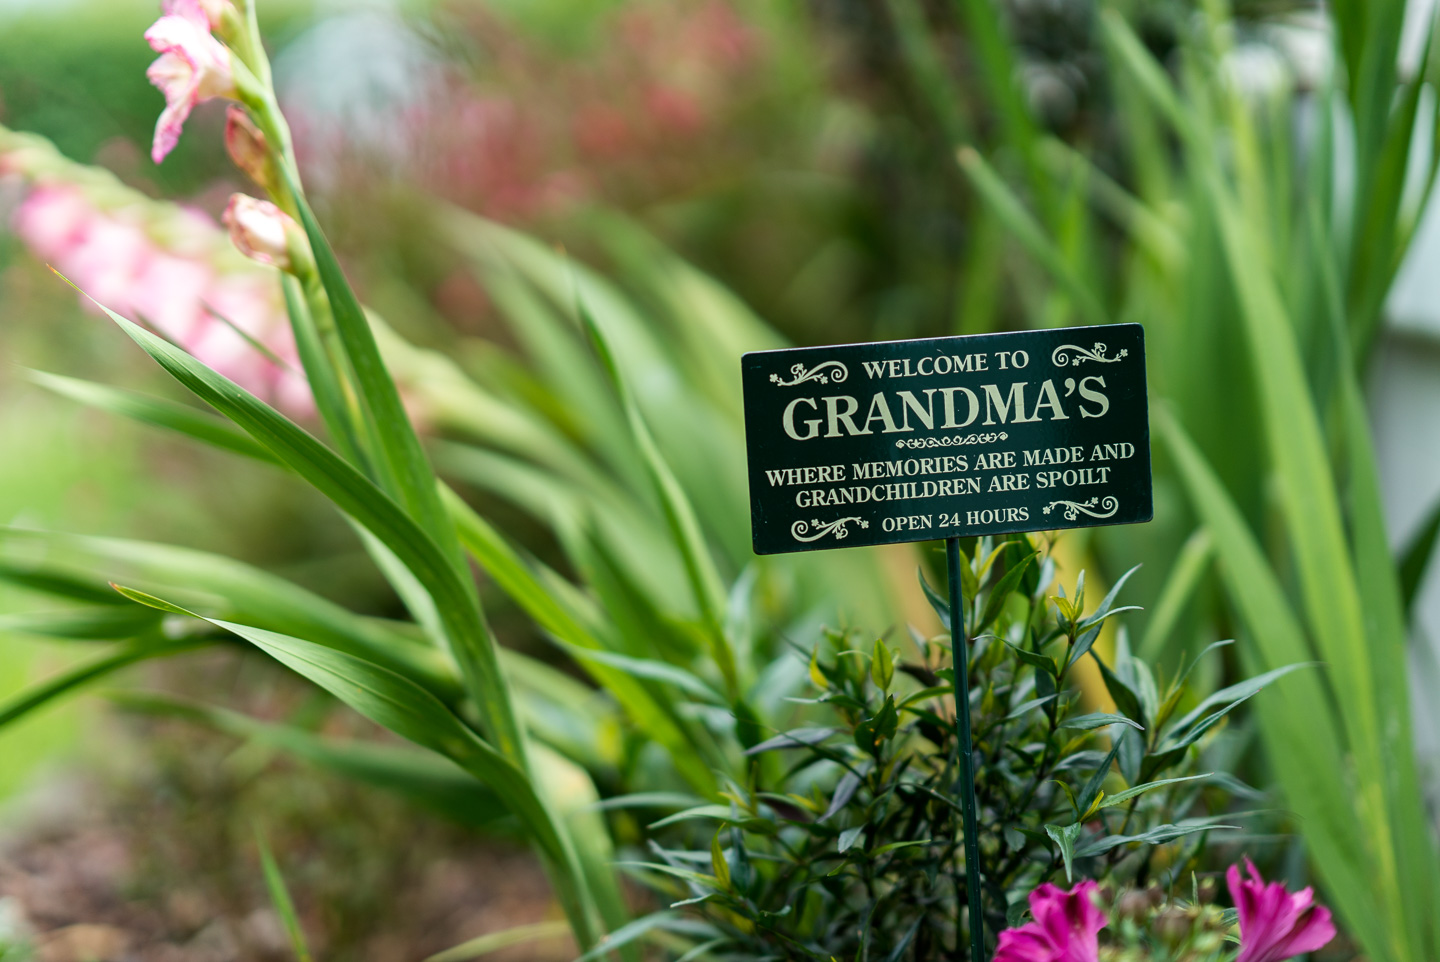 WELCOME TO
GRANDMA'S
WHERE MEMORIES ARE MADE AND
GRANDCHILDREN ARE SPOILT
OPEN 24 HOURS